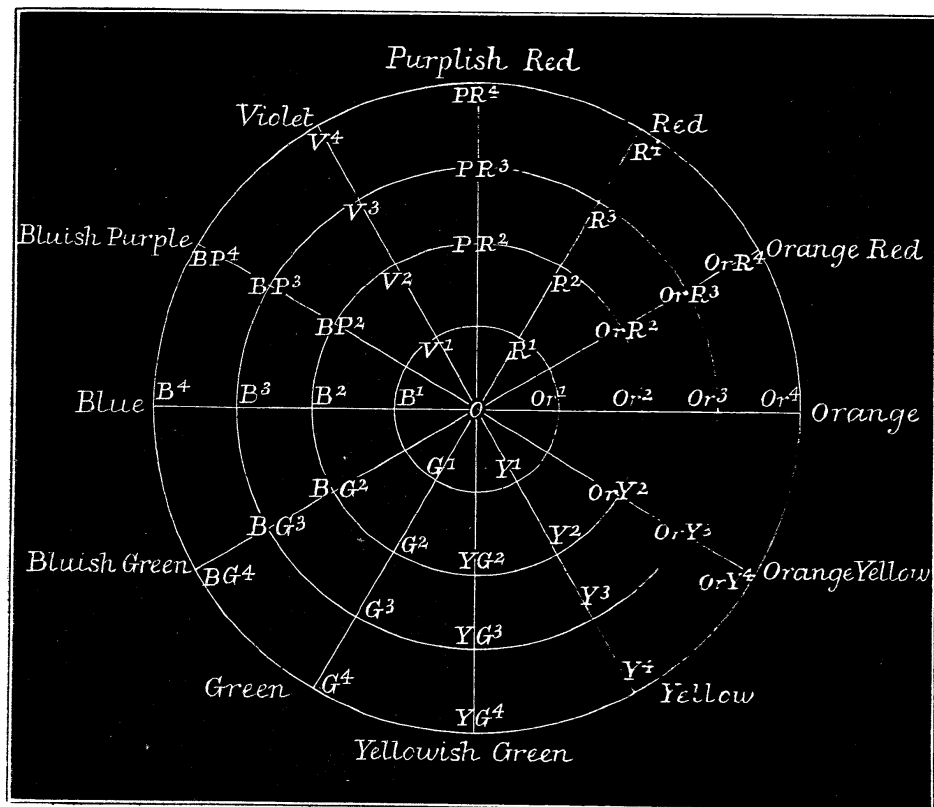 Purplish Red
PR⁴
Violet
V⁴
Red
R⁴
PR³
V³
R³
Bluish Purple
BP⁴
PR²
Orange Red
OrR⁴
BP³
V²
R²
OrR³
BP²
OrR²
V¹
R¹
Blue
B⁴
B³
B²
B¹
O
Or¹
Or²
Or³
Or⁴
Orange
G¹
Y¹
BG²
OrY²
BG³
G²
Y²
OrY³
Bluish Green
BG⁴
YG²
OrY⁴
Orange Yellow
G³
Y³
YG³
Green
G⁴
Y⁴
Yellow
YG⁴
Yellowish Green